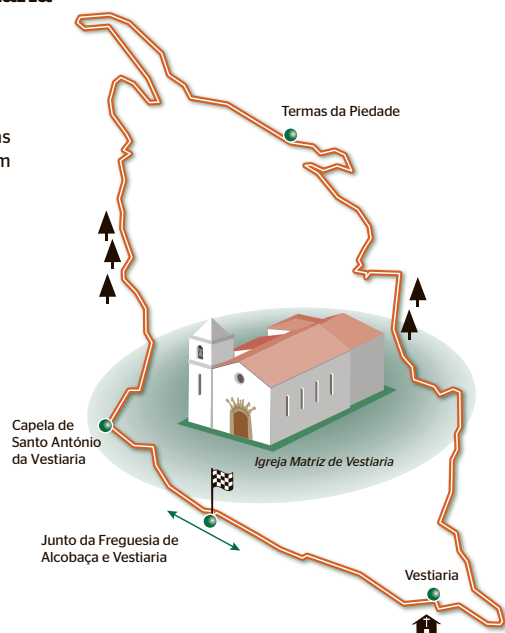 Termas da Piedade
Capela de
Santo António
da Vestiaria
Igreja Matriz de Vestiaria
Junto da Freguesia de
Alcobaça e Vestiaria
Vestiaria